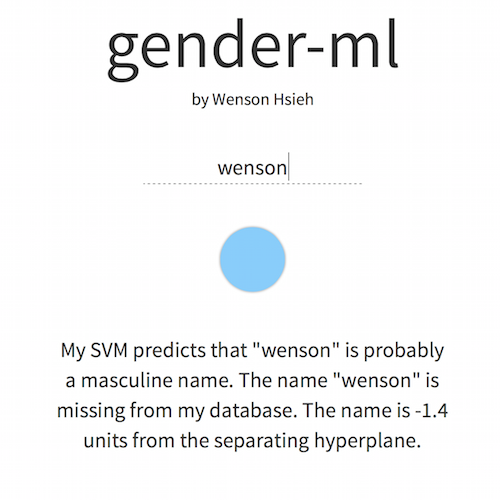 gender-ml
by Wenson Hsieh
wenson
My SVM predicts that "wenson" is probably
a masculine name. The name "wenson" is
missing from my database. The name is -1.4
units from the separating hyperplane.